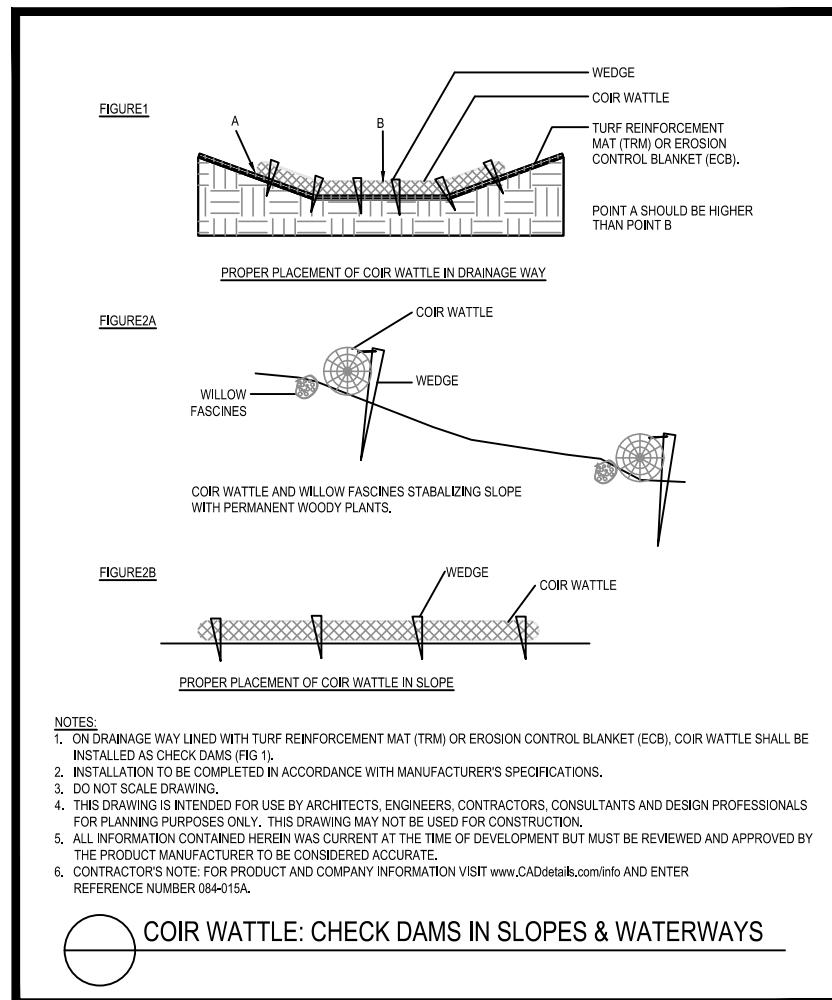 FIGURE1
A
B
WEDGE
COIR WATTLE
TURF REINFORCEMENT
MAT (TRM) OR EROSION
CONTROL BLANKET (ECB).
POINT A SHOULD BE HIGHER
THAN POINT B
PROPER PLACEMENT OF COIR WATTLE IN DRAINAGE WAY
FIGURE2A
COIR WATTLE
WEDGE
WILLOW
FASCINES
COIR WATTLE AND WILLOW FASCINES STABALIZING SLOPE
WITH PERMANENT WOODY PLANTS.
FIGURE2B
WEDGE
COIR WATTLE
PROPER PLACEMENT OF COIR WATTLE IN SLOPE
NOTES:
1. ON DRAINAGE WAY LINED WITH TURF REINFORCEMENT MAT (TRM) OR EROSION CONTROL BLANKET (ECB), COIR WATTLE SHALL BE
INSTALLED AS CHECK DAMS (FIG 1).
2. INSTALLATION TO BE COMPLETED IN ACCORDANCE WITH MANUFACTURER'S SPECIFICATIONS.
3. DO NOT SCALE DRAWING.
4. THIS DRAWING IS INTENDED FOR USE BY ARCHITECTS, ENGINEERS, CONTRACTORS, CONSULTANTS AND DESIGN PROFESSIONALS
FOR PLANNING PURPOSES ONLY. THIS DRAWING MAY NOT BE USED FOR CONSTRUCTION.
5. ALL INFORMATION CONTAINED HEREIN WAS CURRENT AT THE TIME OF DEVELOPMENT BUT MUST BE REVIEWED AND APPROVED BY
THE PRODUCT MANUFACTURER TO BE CONSIDERED ACCURATE.
6. CONTRACTOR'S NOTE: FOR PRODUCT AND COMPANY INFORMATION VISIT www.CADdetails.com/info AND ENTER
REFERENCE NUMBER 084-015A.
COIR WATTLE: CHECK DAMS IN SLOPES & WATERWAYS